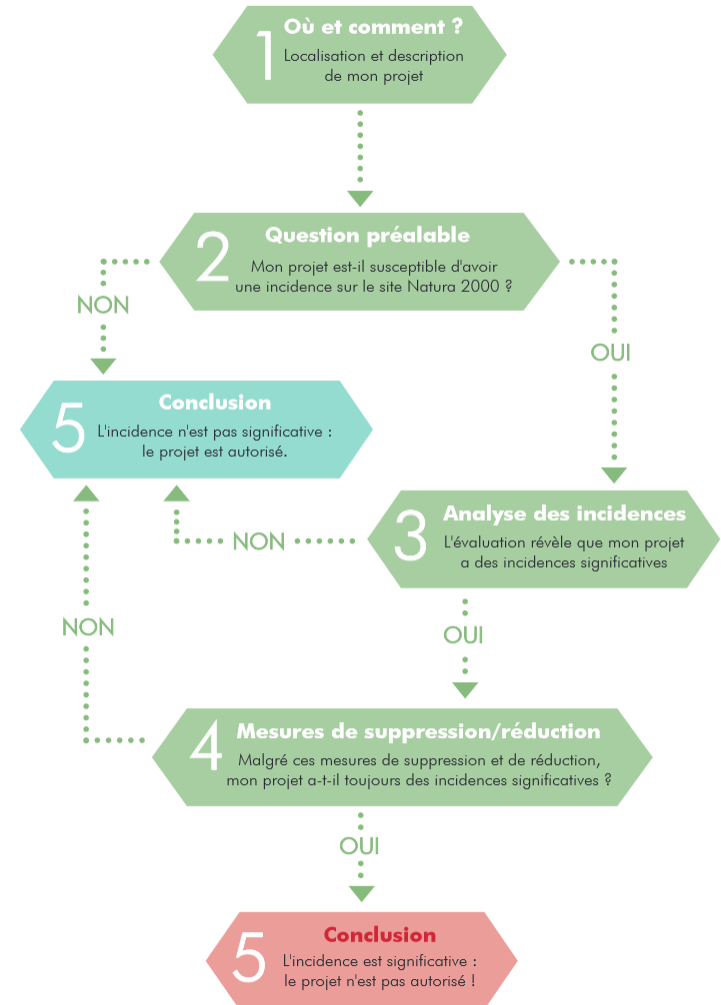 1
Où et comment ?
Localisation et description
de mon projet
2
Question préalable
Mon projet est-il susceptible d'avoir
une incidence sur le site Natura 2000 ?
NON
OUI
5
Conclusion
L'incidence n'est pas significative :
le projet est autorisé.
3
Analyse des incidences
L'évaluation révèle que mon projet
a des incidences significatives
NON
OUI
NON
4
Mesures de suppression/réduction
Malgré ces mesures de suppression et de réduction,
mon projet a-t-il toujours des incidences significatives ?
OUI
5
Conclusion
L'incidence est significative :
le projet n'est pas autorisé !